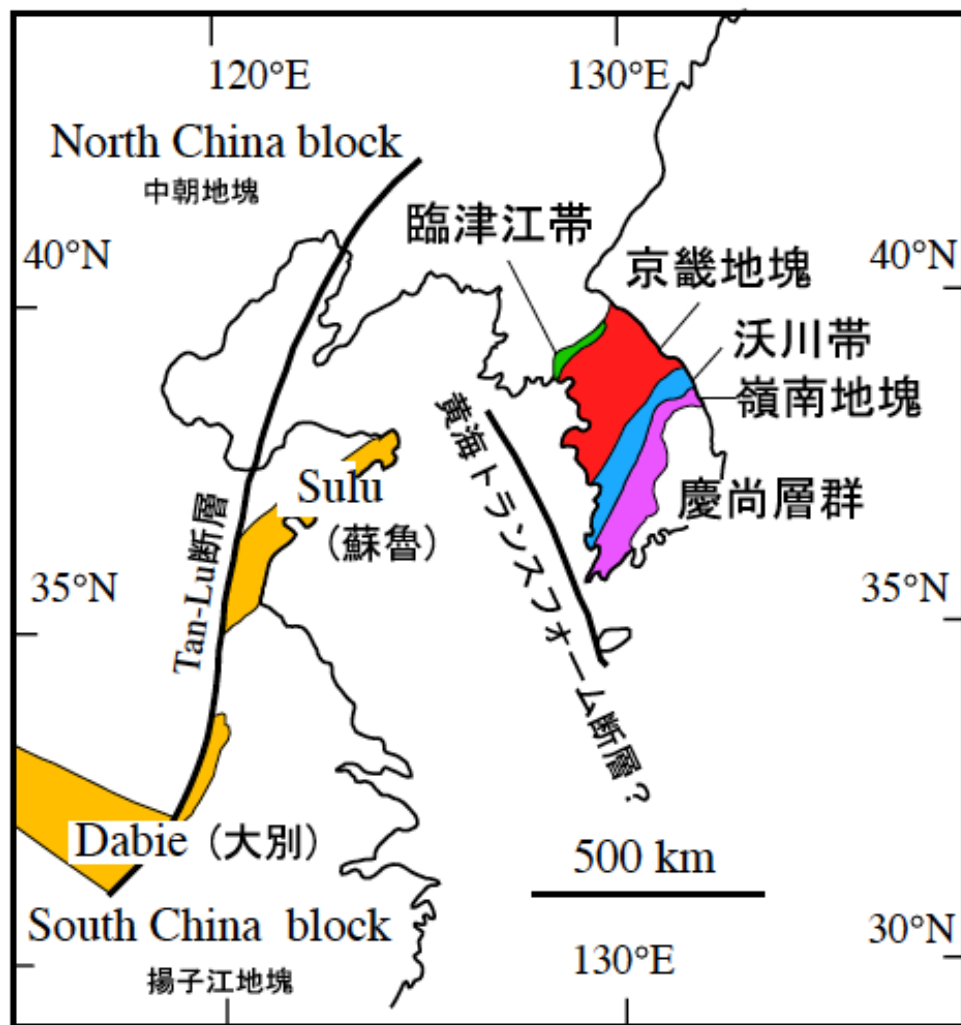 120°E
130°E
North China block
中朝地塊
臨津江帯
40°N
40°N
京畿地塊
沃川帯
嶺南地塊
黄海トランスフォーム断層?
Sulu
(蘇魯)
慶尚層群
Tan-Lu断層
35°N
35°N
Dabie (大別)
500 km
South China block
30°N
130°E
揚子江地塊